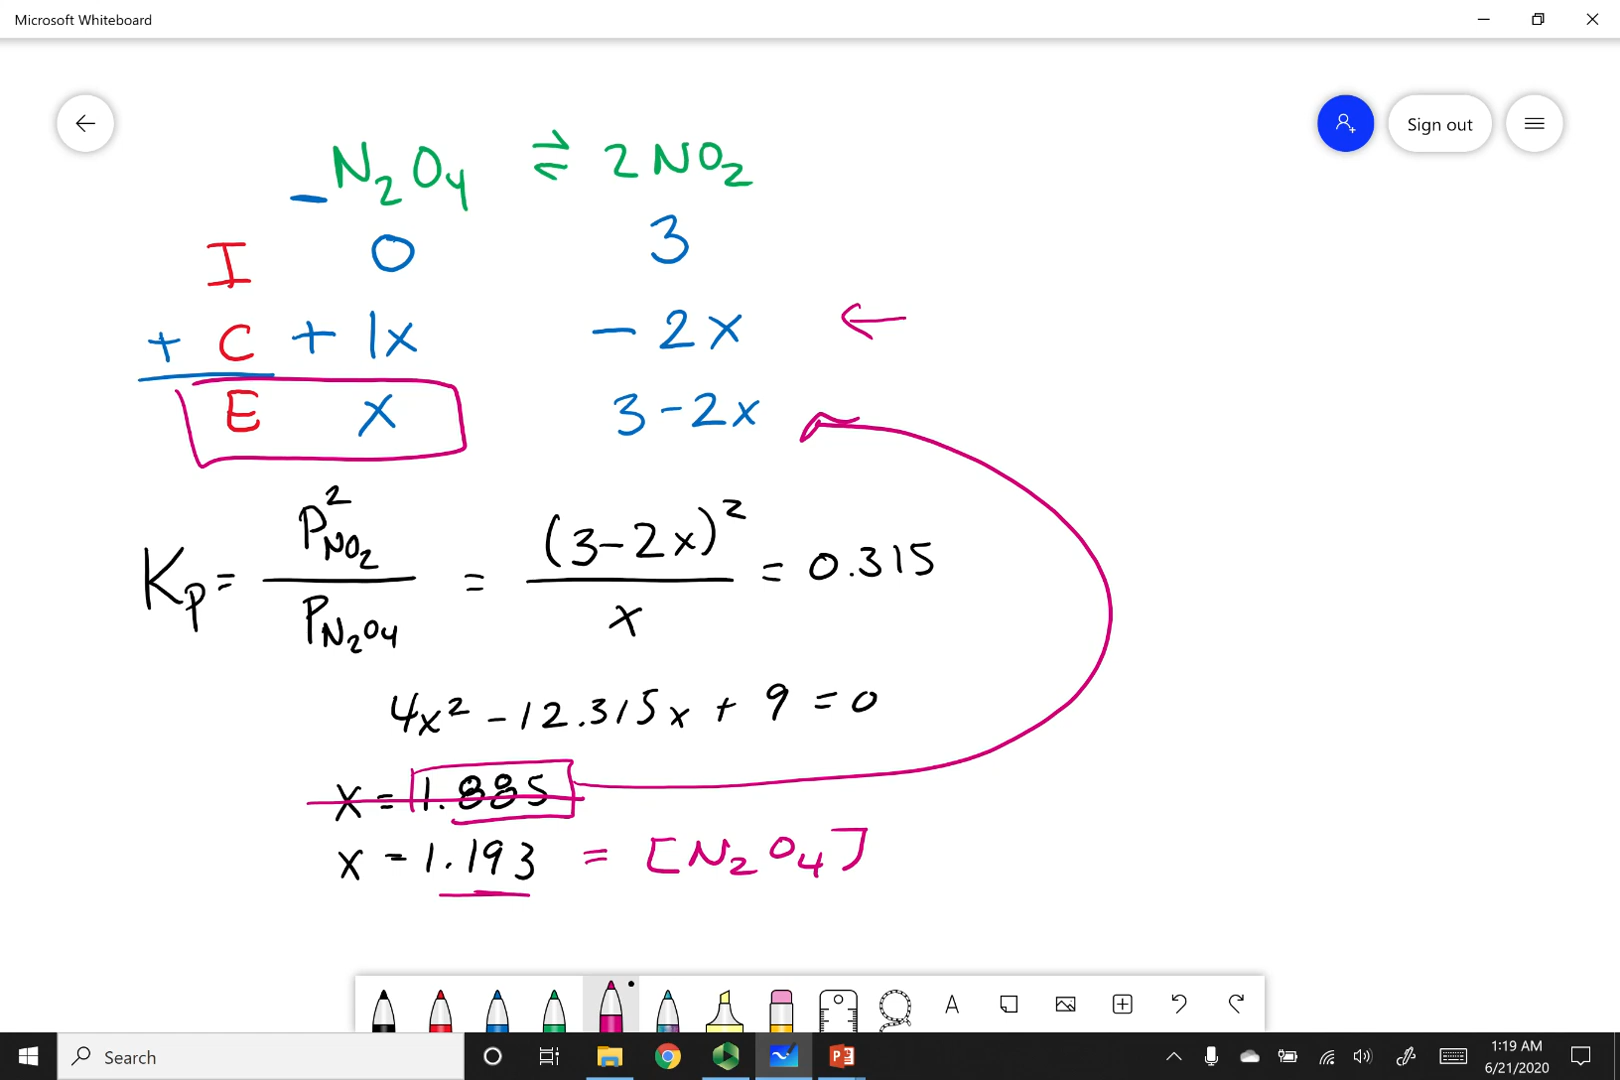 Microsoft Whiteboard
Sign out
N₂O₄ ⇌ 2NO₂
I 0 3
+ C + 1x - 2x ←
E x 3-2x
Kp = P²NO₂ / PN₂O₄ = (3-2x)² / x = 0.315
4x² - 12.315x + 9 = 0
x = 1.885
x = 1.193 = [N₂O₄]
A
Search
1:19 AM
6/21/2020